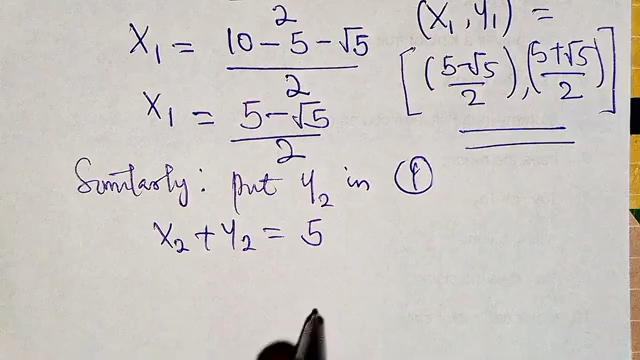 2
X₁ = 10 - 5 - √5 / 2
X₁ = 5 - √5 / 2
(X₁, Y₁) =
[(5-√5 / 2), (5+√5 / 2)]
Similarly: put Y₂ in ①
X₂ + Y₂ = 5